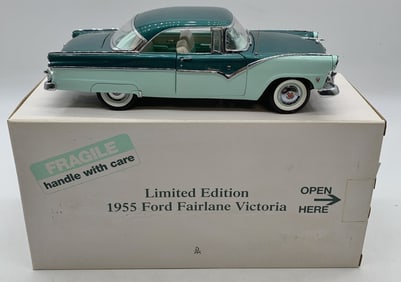 FRAGILE
handle with care
Limited Edition
1955 Ford Fairlane Victoria
OPEN
HERE